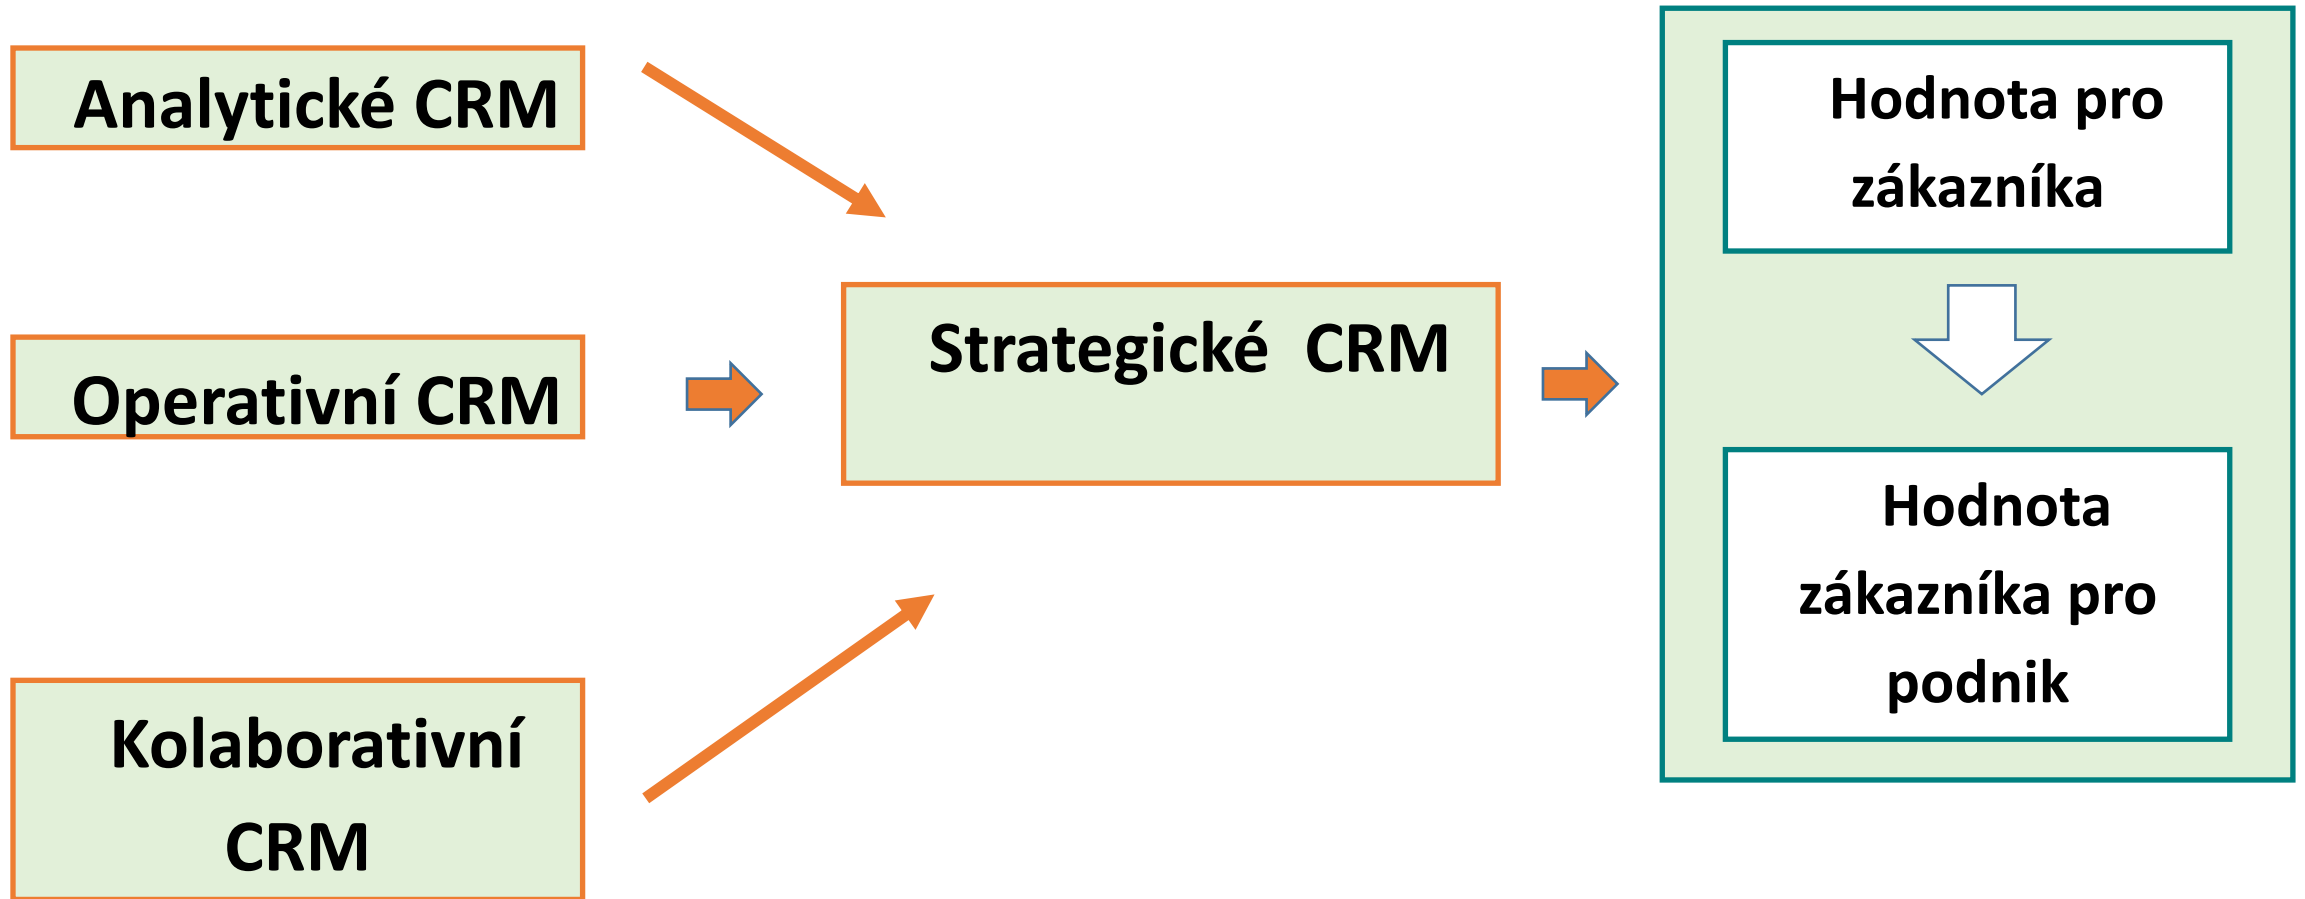 Analytické CRM
Operativní CRM
Kolaborativní
CRM
Strategické CRM
Hodnota pro
zákazníka
Hodnota
zákazníka pro
podnik